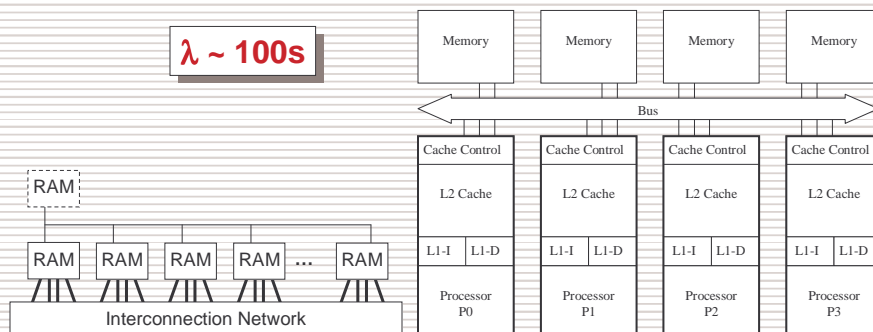 λ ~ 100s
Memory Memory Memory Memory
Bus
Cache Control Cache Control Cache Control Cache Control
L2 Cache L2 Cache L2 Cache L2 Cache
L1-I L1-D L1-I L1-D L1-I L1-D L1-I L1-D
Processor Processor Processor Processor
P0 P1 P2 P3
RAM
RAM RAM RAM RAM ... RAM
Interconnection Network